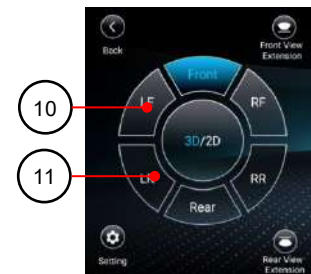 Back
Front View
Extension
Front
10
LF
RF
3D/2D
11
LR
RR
Rear
Setting
Rear View
Extension